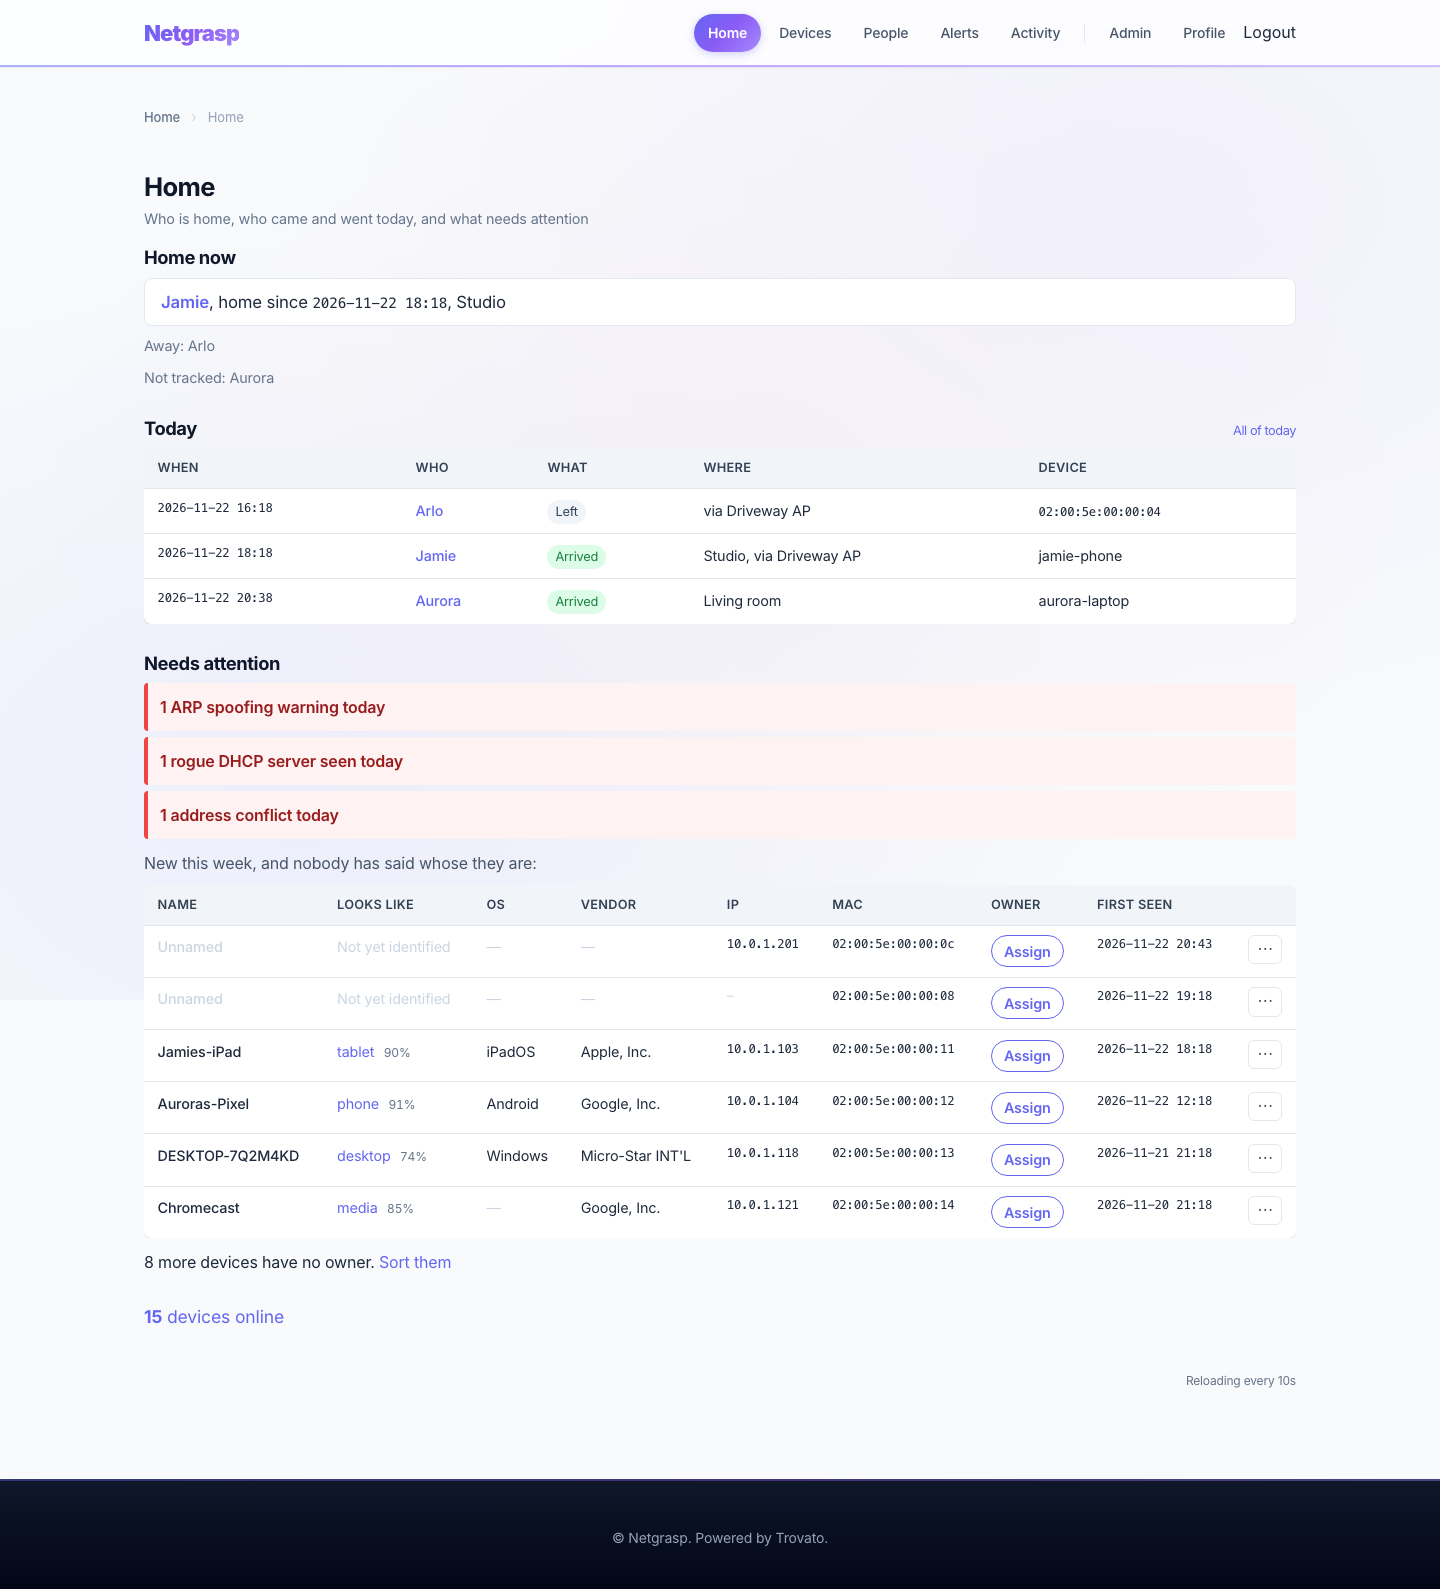 Netgrasp
Home Devices People Alerts Activity Admin Profile Logout
Home › Home
Home
Who is home, who came and went today, and what needs attention
Home now
Jamie, home since 2026-11-22 18:18, Studio
Away: Arlo
Not tracked: Aurora
Today All of today
WHEN WHO WHAT WHERE DEVICE
2026-11-22 16:18 Arlo Left via Driveway AP 02:00:5e:00:00:04
2026-11-22 18:18 Jamie Arrived Studio, via Driveway AP jamie-phone
2026-11-22 20:38 Aurora Arrived Living room aurora-laptop
Needs attention
1 ARP spoofing warning today
1 rogue DHCP server seen today
1 address conflict today
New this week, and nobody has said whose they are:
NAME LOOKS LIKE OS VENDOR IP MAC OWNER FIRST SEEN
Unnamed Not yet identified — — 10.0.1.201 02:00:5e:00:00:0c Assign 2026-11-22 20:43 ···
Unnamed Not yet identified — — – 02:00:5e:00:00:08 Assign 2026-11-22 19:18 ···
Jamies-iPad tablet 90% iPadOS Apple, Inc. 10.0.1.103 02:00:5e:00:00:11 Assign 2026-11-22 18:18 ···
Auroras-Pixel phone 91% Android Google, Inc. 10.0.1.104 02:00:5e:00:00:12 Assign 2026-11-22 12:18 ···
DESKTOP-7Q2M4KD desktop 74% Windows Micro-Star INT'L 10.0.1.118 02:00:5e:00:00:13 Assign 2026-11-21 21:18 ···
Chromecast media 85% — Google, Inc. 10.0.1.121 02:00:5e:00:00:14 Assign 2026-11-20 21:18 ···
8 more devices have no owner. Sort them
15 devices online
Reloading every 10s
© Netgrasp. Powered by Trovato.